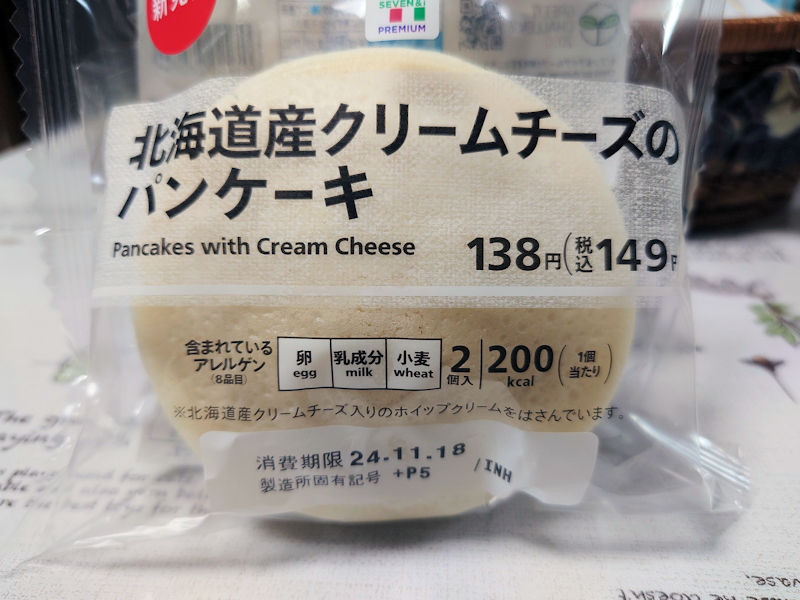 新発
SEVEN&i
PREMIUM
北海道産クリームチーズの
パンケーキ
Pancakes with Cream Cheese
138円(税込149円
含まれている
アレルゲン
(8品目)
卵 乳成分 小麦
egg milk wheat
2個入
200kcal
(1個当たり)
※北海道産クリームチーズ入りのホイップクリームをはさんでいます。
消費期限 24-11.18
製造所固有記号 +P5 /INH